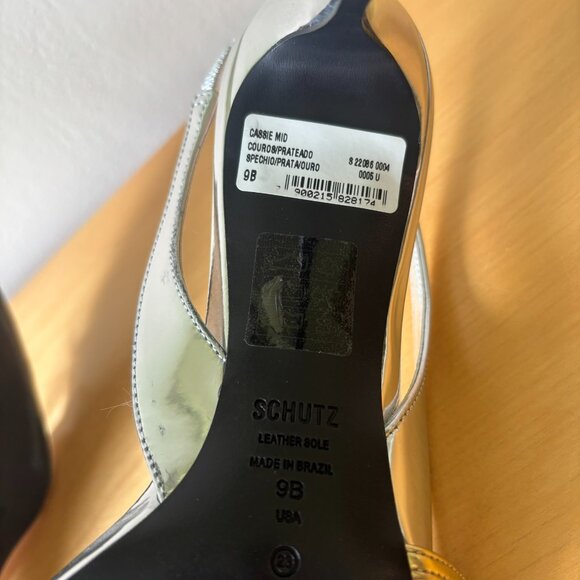 CASSIE MID
COUROS/PRATEADO S 22086 0004
SPECHIO/PRATA/OURO 0005 U
9B
7 900215 828174
SCHUTZ
LEATHER SOLE
MADE IN BRAZIL
9B
USA